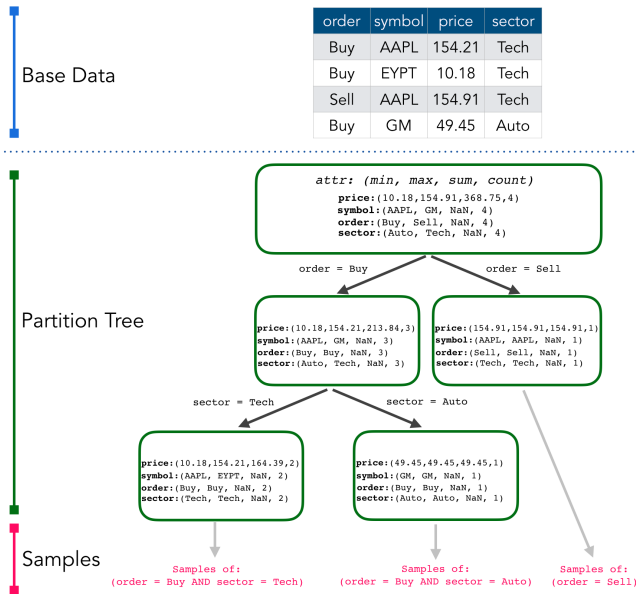 order symbol price sector
Buy AAPL 154.21 Tech
Buy EYPT 10.18 Tech
Sell AAPL 154.91 Tech
Buy GM 49.45 Auto
Base Data
attr: (min, max, sum, count)
price:(10.18,154.91,368.75,4)
symbol:(AAPL, GM, NaN, 4)
order:(Buy, Sell, NaN, 4)
sector:(Auto, Tech, NaN, 4)
order = Buy
order = Sell
Partition Tree
price:(10.18,154.21,213.84,3)
symbol:(AAPL, GM, NaN, 3)
order:(Buy, Buy, NaN, 3)
sector:(Auto, Tech, NaN, 3)
price:(154.91,154.91,154.91,1)
symbol:(AAPL, AAPL, NaN, 1)
order:(Sell, Sell, NaN, 1)
sector:(Tech, Tech, NaN, 1)
sector = Tech
sector = Auto
price:(10.18,154.21,164.39,2)
symbol:(AAPL, EYPT, NaN, 2)
order:(Buy, Buy, NaN, 2)
sector:(Tech, Tech, NaN, 2)
price:(49.45,49.45,49.45,1)
symbol:(GM, GM, NaN, 1)
order:(Buy, Buy, NaN, 1)
sector:(Auto, Auto, NaN, 1)
Samples
Samples of:
(order = Buy AND sector = Tech)
Samples of:
(order = Buy AND sector = Auto)
Samples of:
(order = Sell)